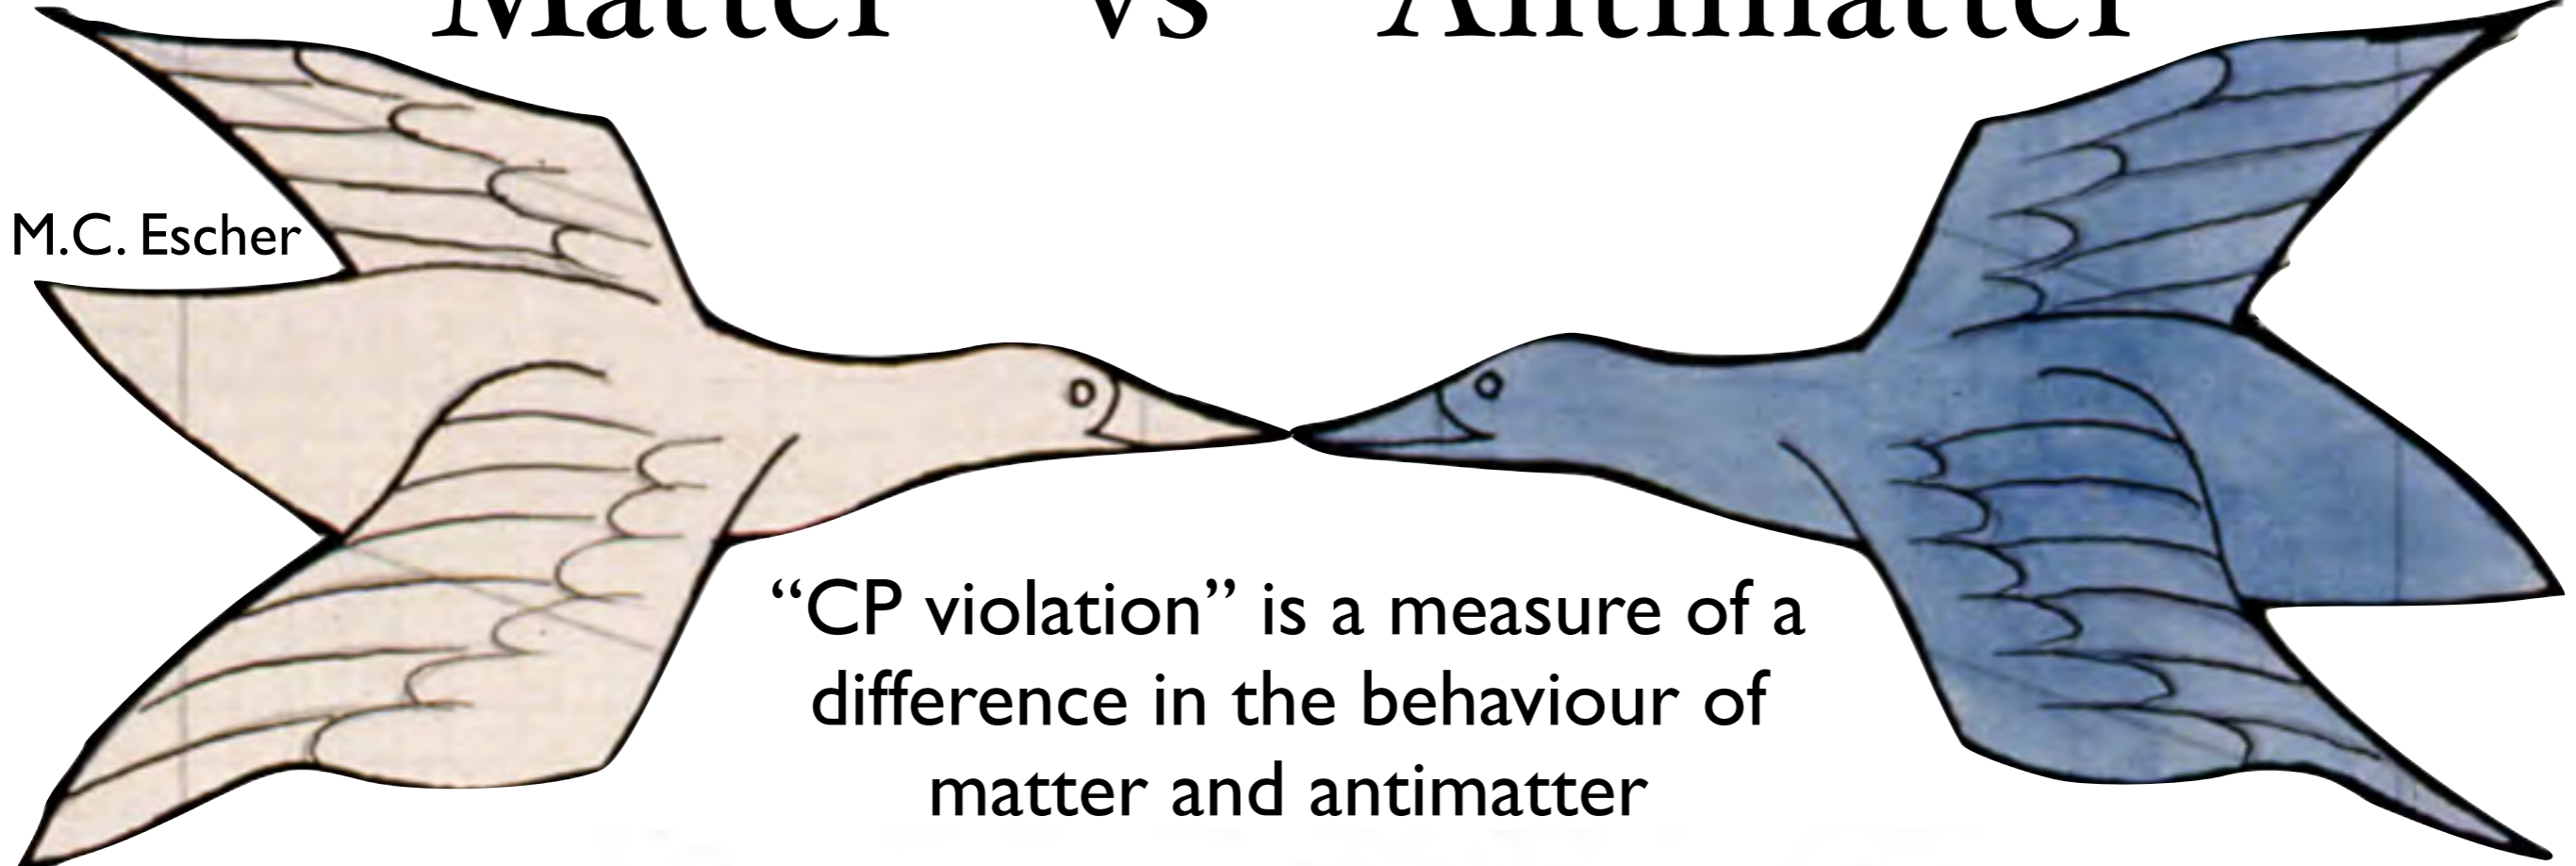 Matter vs Antimatter
M.C. Escher
“CP violation” is a measure of a
difference in the behaviour of
matter and antimatter